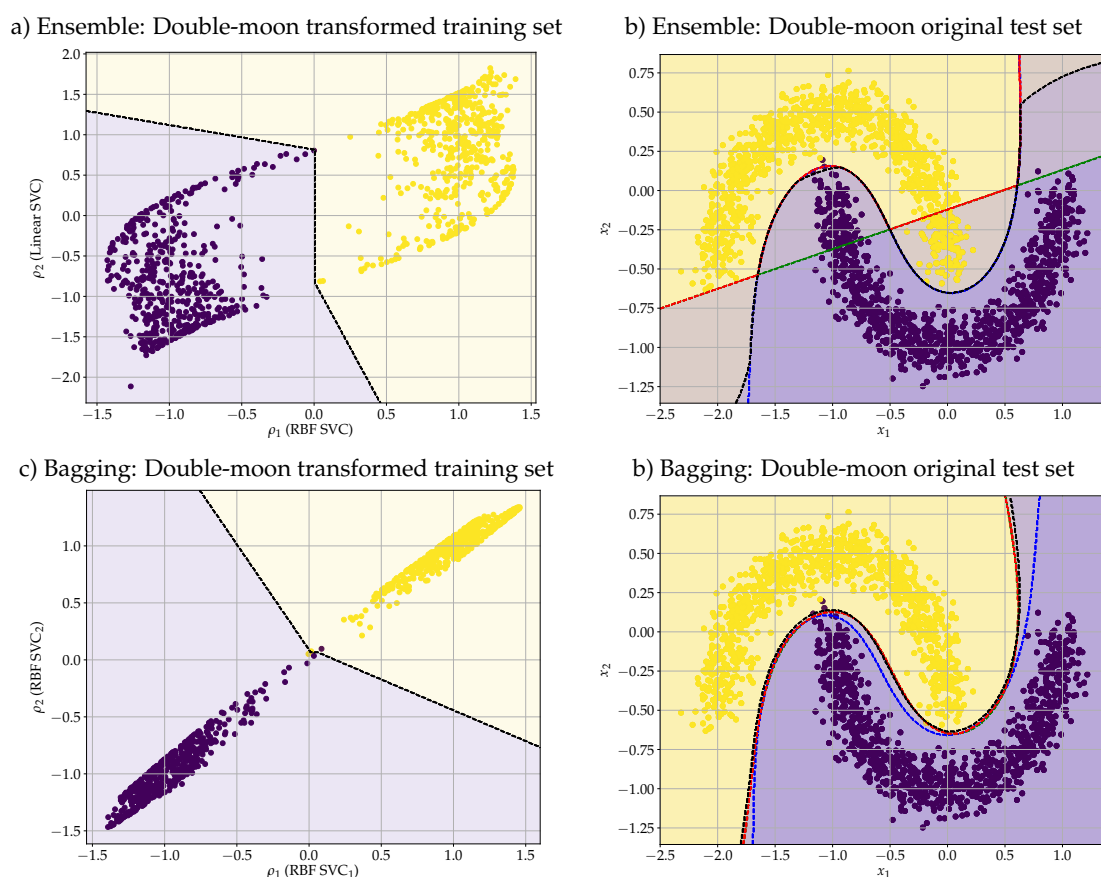 a) Ensemble: Double-moon transformed training set
2.0
1.5
1.0
0.5
0.0
−0.5
−1.0
−1.5
−2.0
ρ2 (Linear SVC)
−1.5 −1.0 −0.5 0.0 0.5 1.0 1.5
ρ1 (RBF SVC)
b) Ensemble: Double-moon original test set
0.75
0.50
0.25
0.00
−0.25
−0.50
−0.75
−1.00
−1.25
x2
−2.5 −2.0 −1.5 −1.0 −0.5 0.0 0.5 1.0
x1
c) Bagging: Double-moon transformed training set
1.0
0.5
0.0
−0.5
−1.0
−1.5
ρ2 (RBF SVC2)
−1.5 −1.0 −0.5 0.0 0.5 1.0 1.5
ρ1 (RBF SVC1)
b) Bagging: Double-moon original test set
0.75
0.50
0.25
0.00
−0.25
−0.50
−0.75
−1.00
−1.25
x2
−2.5 −2.0 −1.5 −1.0 −0.5 0.0 0.5 1.0
x1